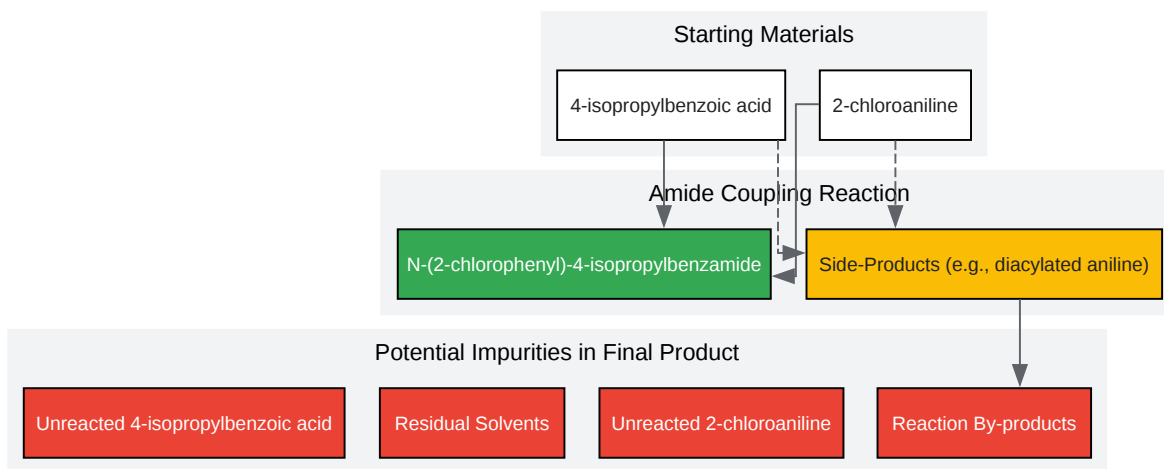 Starting Materials
4-isopropylbenzoic acid
2-chloroaniline
Amide Coupling Reaction
N-(2-chlorophenyl)-4-isopropylbenzamide
Side-Products (e.g., diacylated aniline)
Potential Impurities in Final Product
Unreacted 4-isopropylbenzoic acid
Residual Solvents
Unreacted 2-chloroaniline
Reaction By-products